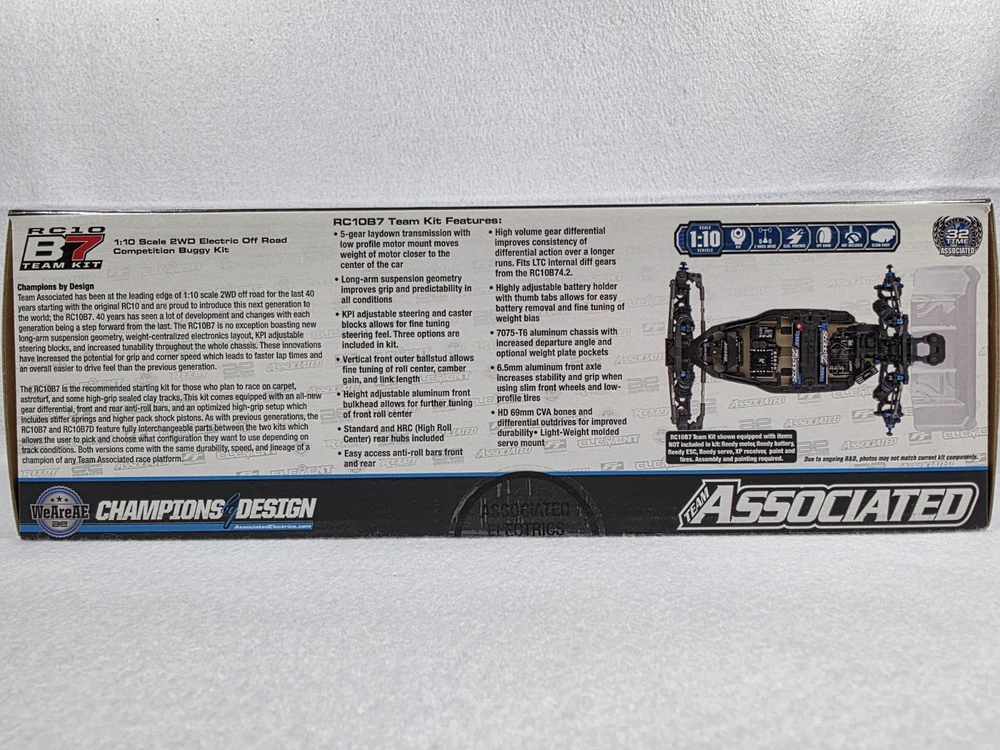 RC10
B7
TEAM KIT
1:10 Scale 2WD Electric Off Road
Competition Buggy Kit
Champions by Design
Team Associated has been at the leading edge of 1:10 scale 2WD off road for the last 40
years starting with the original RC10 and are proud to introduce this next generation to
the world; the RC10B7. 40 years has seen a lot of development and changes with each
generation being a step forward from the last. The RC10B7 is no exception boasting new
long-arm suspension geometry, weight-centralized electronics layout, KPI adjustable
steering blocks, and increased tunability throughout the whole chassis. These innovations
have increased the potential for grip and corner speed which leads to faster lap times and
an overall easier to drive feel than the previous generation.
The RC10B7 is the recommended starting kit for those who plan to race on carpet,
astroturf, and some high-grip sealed clay tracks. This kit comes equipped with an all-new
gear differential, front and rear anti-roll bars, and an optimized high-grip setup which
includes stiffer springs and higher pack shock pistons. As with previous generations, the
RC10B7 and RC10B7D feature fully interchangeable parts between the two kits which
allows the user to pick and choose what configuration they want to use depending on
track conditions. Both versions come with the same durability, speed, and lineage of a
champion of any Team Associated race platform.
RC10B7 Team Kit Features:
• 5-gear laydown transmission with
low profile motor mount moves
weight of motor closer to the
center of the car
• Long-arm suspension geometry
improves grip and predictability in
all conditions
• KPI adjustable steering and caster
blocks allows for fine tuning
steering feel. Three options are
included in kit.
• Vertical front outer ballstud allows
fine tuning of roll center, camber
gain, and link length
• Height adjustable aluminum front
bulkhead allows for further tuning
of front roll center
• Standard and HRC (High Roll
Center) rear hubs included
• Easy access anti-roll bars front
and rear
• High volume gear differential
improves consistency of
differential action over a longer
runs. Fits LTC internal diff gears
from the RC10B74.2.
• Highly adjustable battery holder
with thumb tabs allows for easy
battery removal and fine tuning of
weight bias
• 7075-T6 aluminum chassis with
increased departure angle and
optional weight plate pockets
• 6.5mm aluminum front axle
increases stability and grip when
using slim front wheels and low-
profile tires
• HD 69mm CVA bones and
differential outdrives for improved
durability• Light-Weight molded
servo mount
SCALE
1:10
VEHICLE
32
TIME
ASSOCIATED
RC10B7 Team Kit shown equipped with items
NOT included in kit: Reedy motor, Reedy battery,
Reedy ESC, Reedy servo, XP receiver, paint and
tires. Assembly and painting required.
Due to ongoing R&D, photos may not match current kit components.
WeAreAE
CHAMPIONS by DESIGN
AssociatedElectrics.com
ASSOCIATED
ELECTRICS
TEAM ASSOCIATED